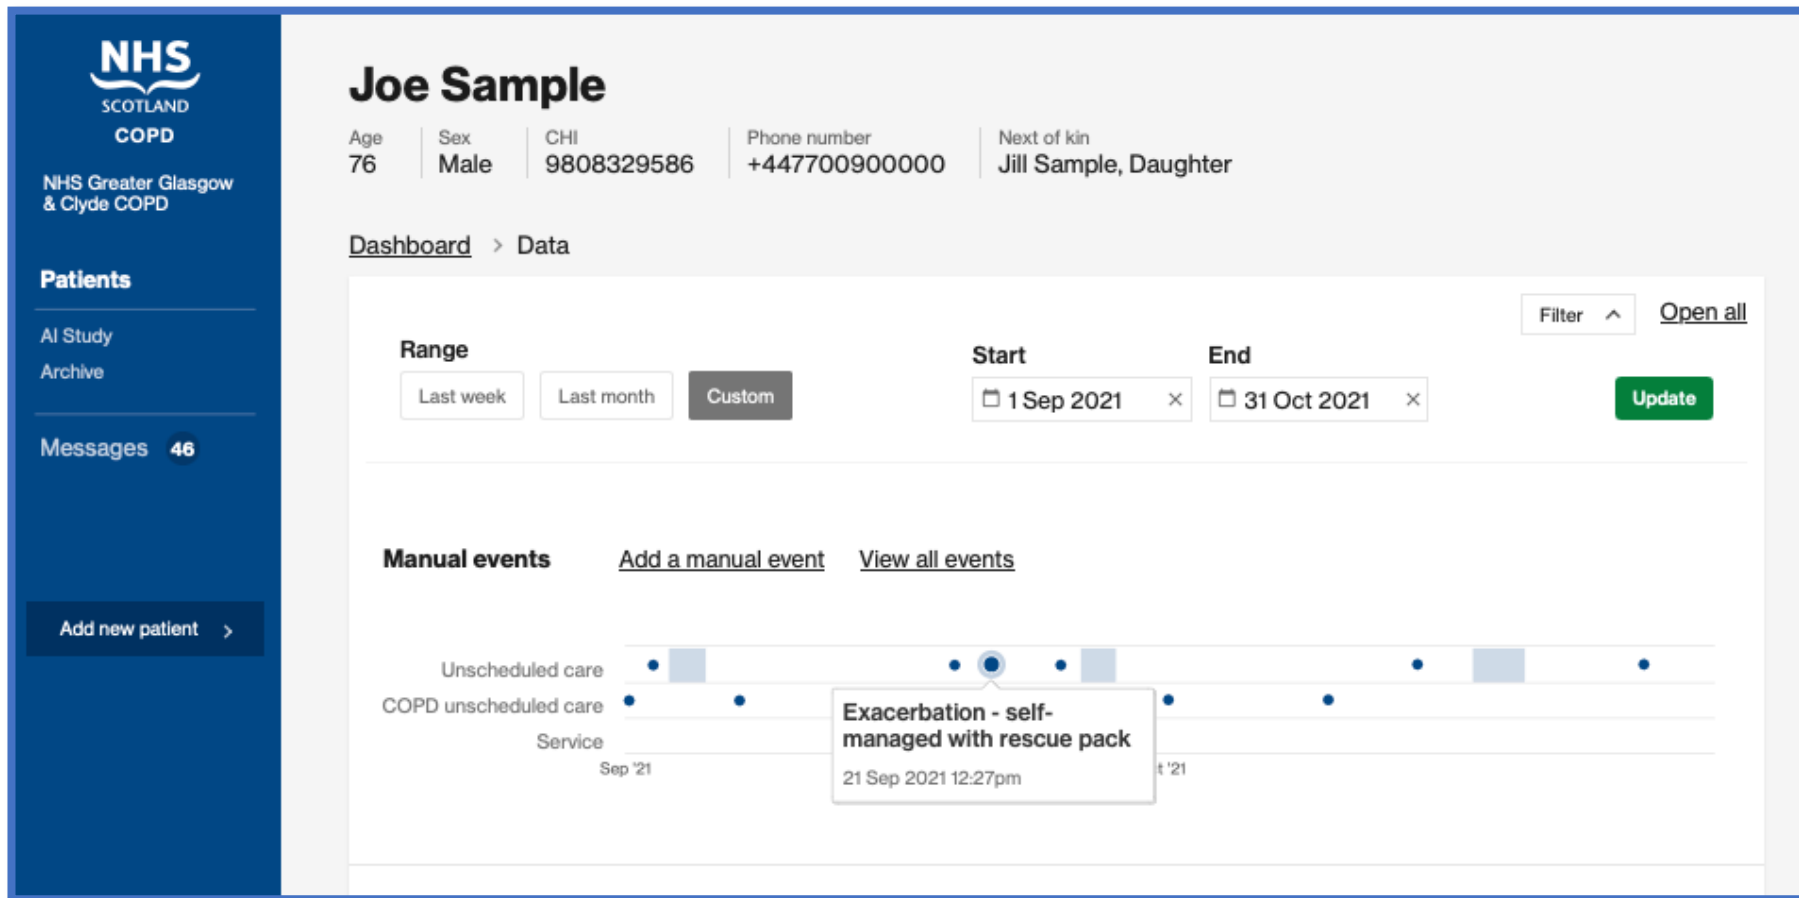 NHS
SCOTLAND
COPD
NHS Greater Glasgow
& Clyde COPD
Patients
AI Study
Archive
Messages 46
Add new patient
Joe Sample
Age Sex CHI Phone number Next of kin
76 Male 9808329586 +447700900000 Jill Sample, Daughter
Dashboard > Data
Filter Open all
Range Start End
Last week Last month Custom 1 Sep 2021 × 31 Oct 2021 × Update
Manual events Add a manual event View all events
Unscheduled care
COPD unscheduled care
Service
Sep '21 t '21
Exacerbation - self-
managed with rescue pack
21 Sep 2021 12:27pm